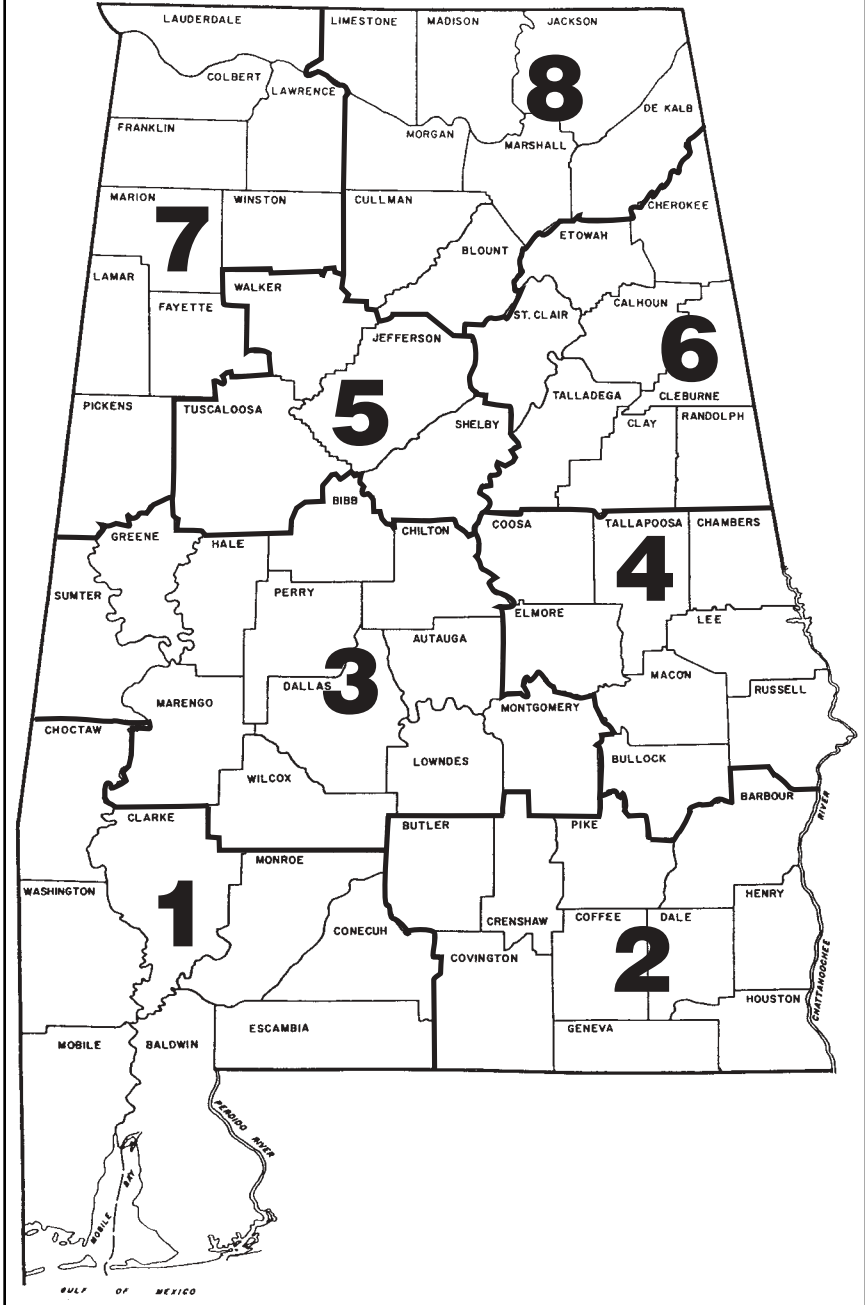 LAUDERDALE
LIMESTONE
MADISON
JACKSON
COLBERT
LAWRENCE
8
DE KALB
FRANKLIN
MORGAN
MARSHALL
MARION
WINSTON
CULLMAN
CHEROKEE
7
ETOWAH
BLOUNT
LAMAR
WALKER
FAYETTE
CALHOUN
ST. CLAIR
JEFFERSON
6
PICKENS
TUSCALOOSA
5
TALLADEGA
CLEBURNE
SHELBY
CLAY
RANDOLPH
BIBB
GREENE
HALE
CHILTON
COOSA
TALLAPOOSA
CHAMBERS
4
SUMTER
PERRY
ELMORE
LEE
AUTAUGA
3
DALLAS
MACON
RUSSELL
MARENGO
MONTGOMERY
CHOCTAW
LOWNDES
BULLOCK
WILCOX
BARBOUR
RIVER
CLARKE
BUTLER
PIKE
MONROE
WASHINGTON
1
HENRY
CONECUH
CRENSHAW
COFFEE
DALE
2
COVINGTON
CHATTAHOOCHEE
HOUSTON
ESCAMBIA
GENEVA
MOBILE
BALDWIN
PERDIDO RIVER
MOBILE BAY
GULF OF MEXICO